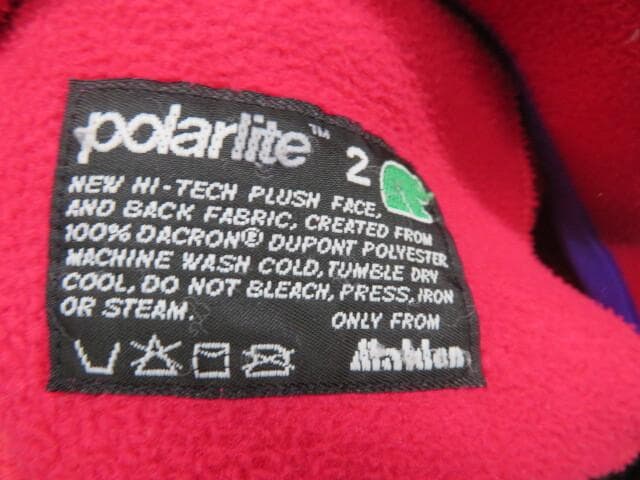 polarlite™ 2
NEW HI-TECH PLUSH FACE,
AND BACK FABRIC, CREATED FROM
100% DACRON® DUPONT POLYESTER
MACHINE WASH COLD, TUMBLE DRY
COOL, DO NOT BLEACH, PRESS, IRON
OR STEAM.
ONLY FROM